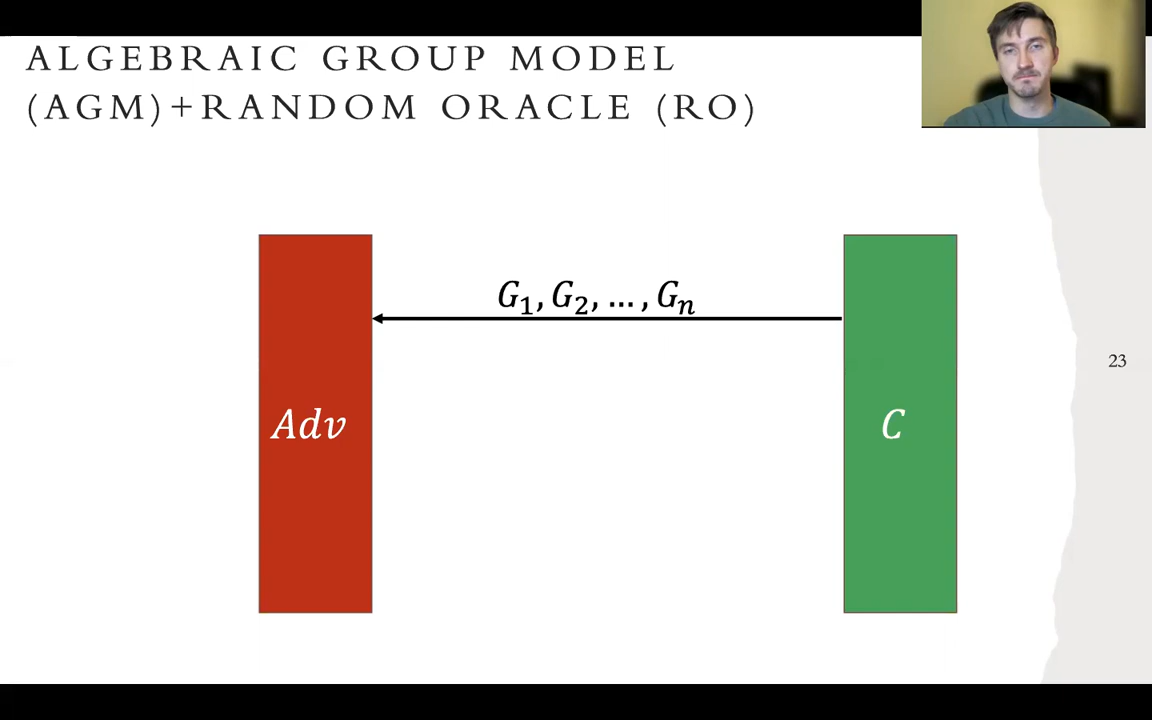 ALGEBRAIC GROUP MODEL
(AGM)+RANDOM ORACLE (RO)
G₁, G₂, … , Gₙ
23
Adv
C